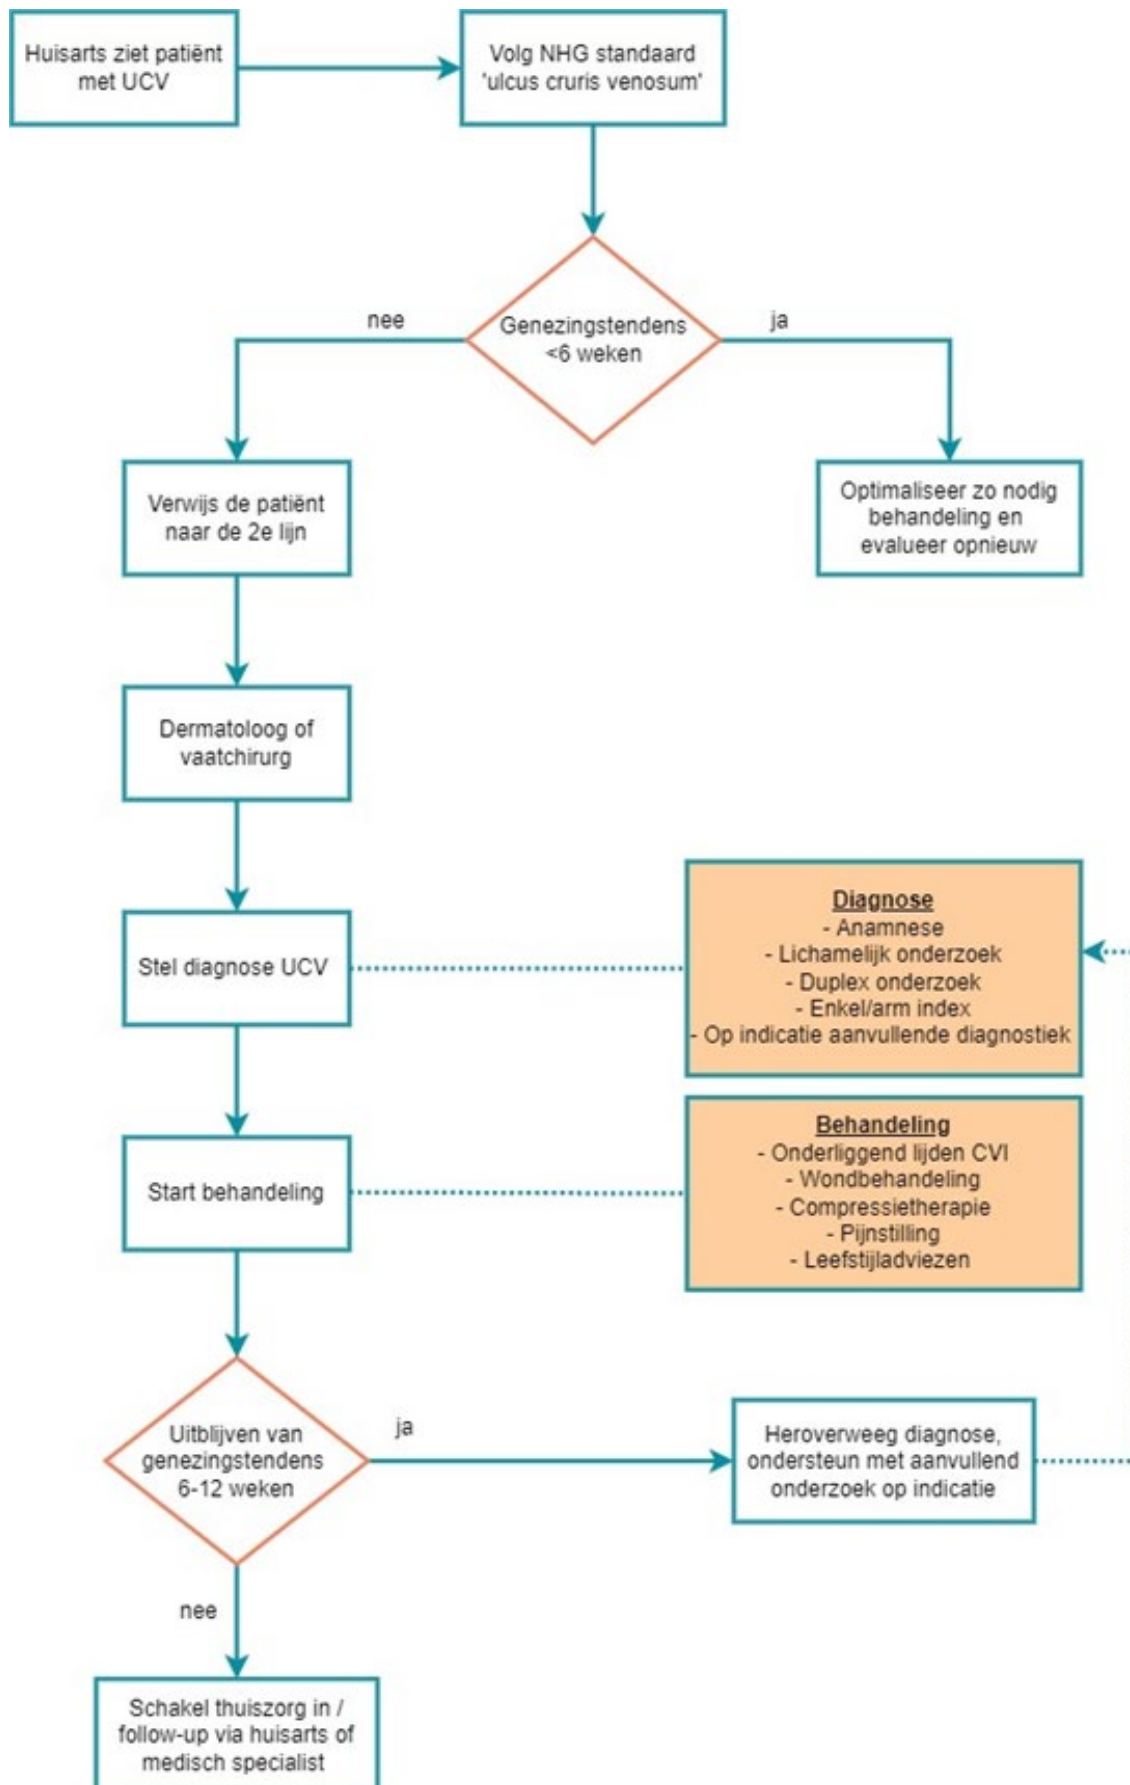 Huisarts ziet patiënt
met UCV
Volg NHG standaard
'ulcus cruris venosum'
Genezingstendens
<6 weken
nee
ja
Verwijs de patiënt
naar de 2e lijn
Optimaliseer zo nodig
behandeling en
evalueer opnieuw
Dermatoloog of
vaatchirurg
Stel diagnose UCV
Diagnose
- Anamnese
- Lichamelijk onderzoek
- Duplex onderzoek
- Enkel/arm index
- Op indicatie aanvullende diagnostiek
Start behandeling
Behandeling
- Onderliggend lijden CVI
- Wondbehandeling
- Compressietherapie
- Pijnstilling
- Leefstijladviezen
Uitblijven van
genezingstendens
6-12 weken
ja
Heroverweeg diagnose,
ondersteun met aanvullend
onderzoek op indicatie
nee
Schakel thuiszorg in /
follow-up via huisarts of
medisch specialist